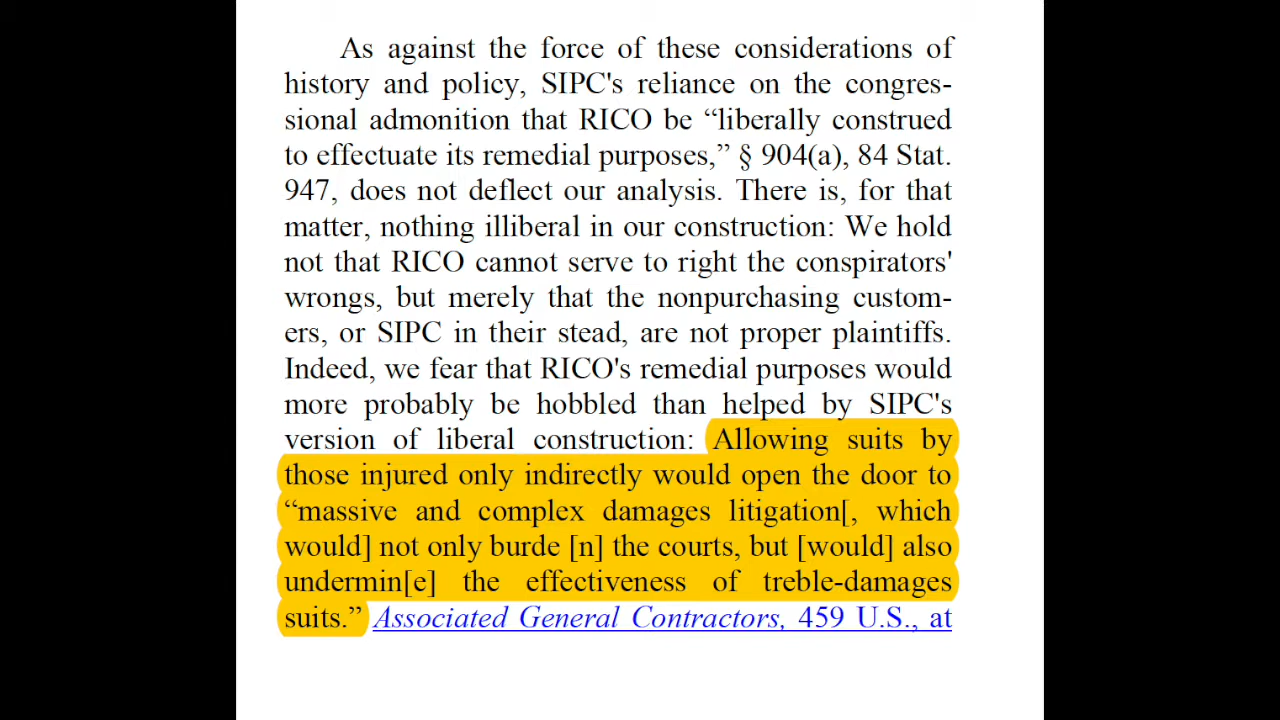 As against the force of these considerations of
history and policy, SIPC's reliance on the congres-
sional admonition that RICO be “liberally construed
to effectuate its remedial purposes,” § 904(a), 84 Stat.
947, does not deflect our analysis. There is, for that
matter, nothing illiberal in our construction: We hold
not that RICO cannot serve to right the conspirators'
wrongs, but merely that the nonpurchasing custom-
ers, or SIPC in their stead, are not proper plaintiffs.
Indeed, we fear that RICO's remedial purposes would
more probably be hobbled than helped by SIPC's
version of liberal construction: Allowing suits by
those injured only indirectly would open the door to
“massive and complex damages litigation[, which
would] not only burde [n] the courts, but [would] also
undermin[e] the effectiveness of treble-damages
suits.” Associated General Contractors, 459 U.S., at